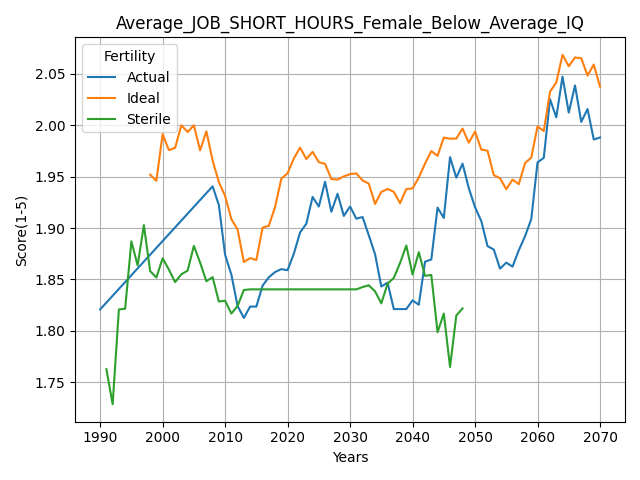 Average_JOB_SHORT_HOURS_Female_Below_Average_IQ
Fertility
Actual
Ideal
Sterile
Score(1-5)
2.05
2.00
1.95
1.90
1.85
1.80
1.75
1990 2000 2010 2020 2030 2040 2050 2060 2070
Years